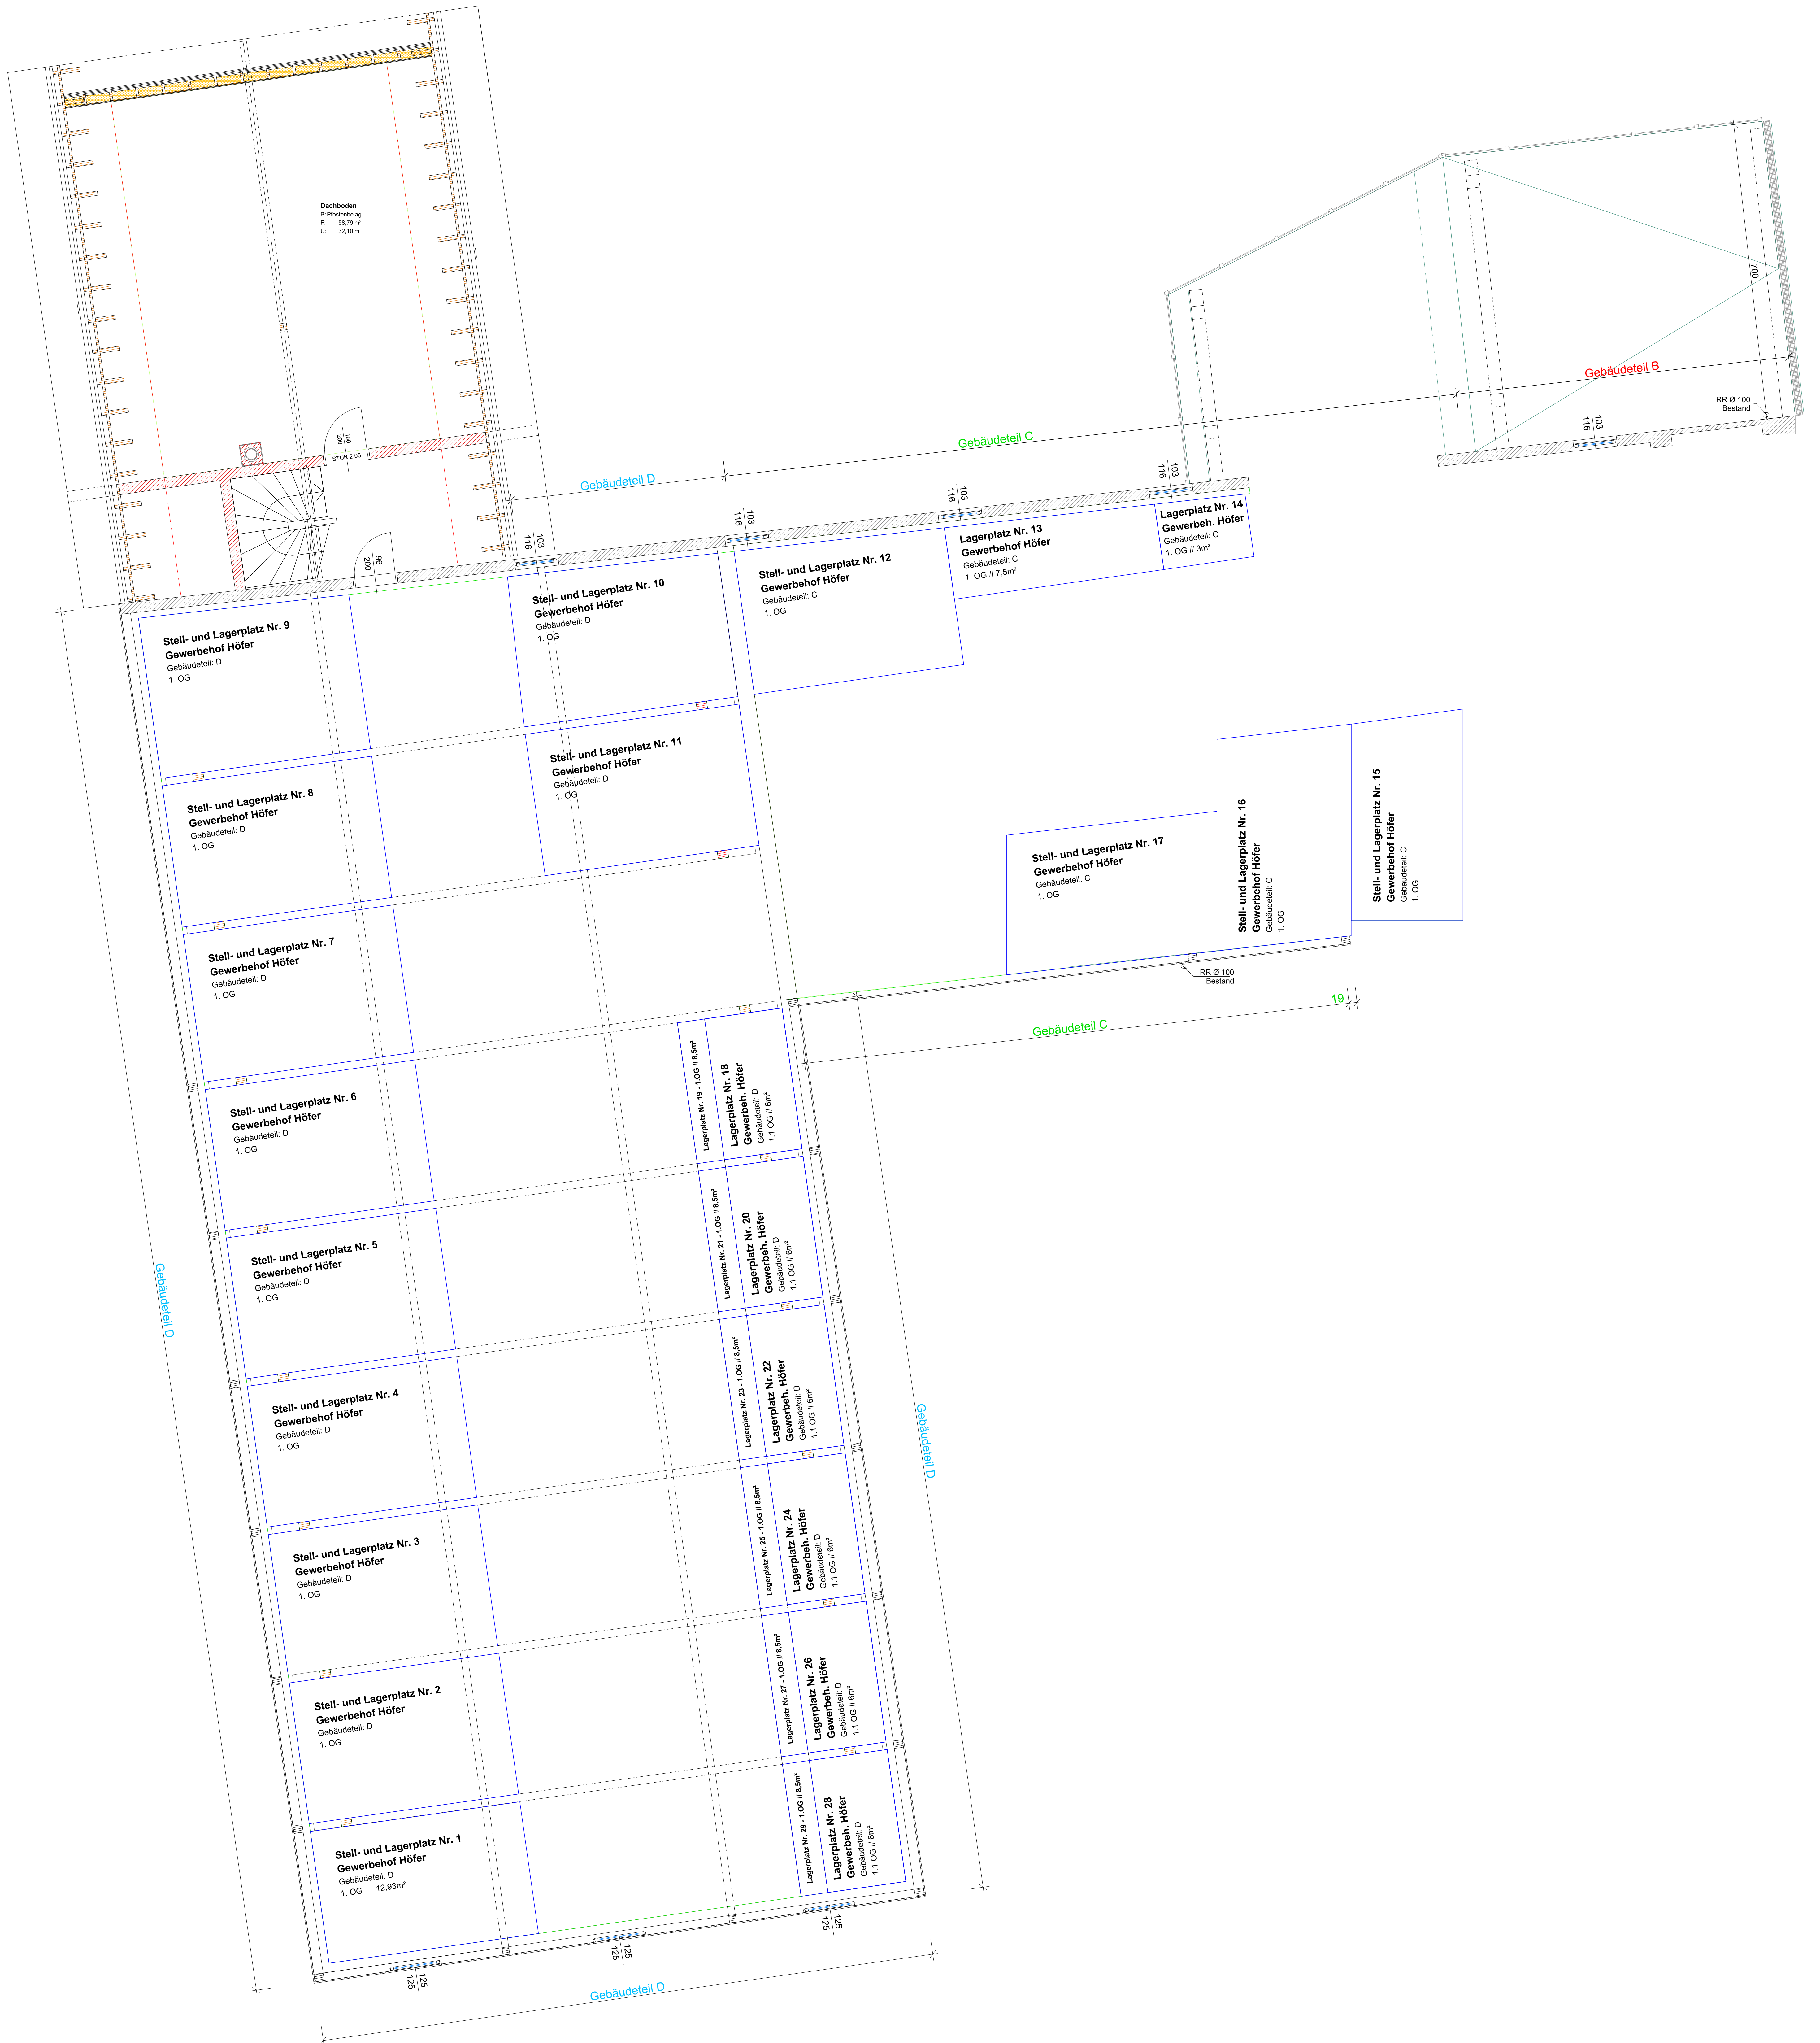 Dachboden
B: Pfostenbelag
F: 58,79 m²
U: 32,10 m
100
200
STUK 2,05
96
200
Gebäudeteil D
Gebäudeteil C
Gebäudeteil B
700
RR Ø 100
Bestand
103
116
103
116
103
116
103
116
103
116
Stell- und Lagerplatz Nr. 9
Gewerbehof Höfer
Gebäudeteil: D
1. OG
Stell- und Lagerplatz Nr. 10
Gewerbehof Höfer
Gebäudeteil: D
1. OG
Stell- und Lagerplatz Nr. 12
Gewerbehof Höfer
Gebäudeteil: C
1. OG
Lagerplatz Nr. 13
Gewerbehof Höfer
Gebäudeteil: C
1. OG // 7,5m²
Lagerplatz Nr. 14
Gewerbeh. Höfer
Gebäudeteil: C
1. OG // 3m²
Stell- und Lagerplatz Nr. 8
Gewerbehof Höfer
Gebäudeteil: D
1. OG
Stell- und Lagerplatz Nr. 11
Gewerbehof Höfer
Gebäudeteil: D
1. OG
Stell- und Lagerplatz Nr. 17
Gewerbehof Höfer
Gebäudeteil: C
1. OG
Stell- und Lagerplatz Nr. 16
Gewerbehof Höfer
Gebäudeteil: C
1. OG
Stell- und Lagerplatz Nr. 15
Gewerbehof Höfer
Gebäudeteil: C
1. OG
RR Ø 100
Bestand
19
Gebäudeteil C
Stell- und Lagerplatz Nr. 7
Gewerbehof Höfer
Gebäudeteil: D
1. OG
Stell- und Lagerplatz Nr. 6
Gewerbehof Höfer
Gebäudeteil: D
1. OG
Lagerplatz Nr. 19 - 1.OG // 8,5m²
Lagerplatz Nr. 18
Gewerbeh. Höfer
Gebäudeteil: D
1.1 OG // 6m²
Stell- und Lagerplatz Nr. 5
Gewerbehof Höfer
Gebäudeteil: D
1. OG
Lagerplatz Nr. 21 - 1.OG // 8,5m²
Lagerplatz Nr. 20
Gewerbeh. Höfer
Gebäudeteil: D
1.1 OG // 6m²
Gebäudeteil D
Stell- und Lagerplatz Nr. 4
Gewerbehof Höfer
Gebäudeteil: D
1. OG
Lagerplatz Nr. 23 - 1.OG // 8,5m²
Lagerplatz Nr. 22
Gewerbeh. Höfer
Gebäudeteil: D
1.1 OG // 6m²
Gebäudeteil D
Stell- und Lagerplatz Nr. 3
Gewerbehof Höfer
Gebäudeteil: D
1. OG
Lagerplatz Nr. 25 - 1.OG // 8,5m²
Lagerplatz Nr. 24
Gewerbeh. Höfer
Gebäudeteil: D
1.1 OG // 6m²
Stell- und Lagerplatz Nr. 2
Gewerbehof Höfer
Gebäudeteil: D
1. OG
Lagerplatz Nr. 27 - 1.OG // 8,5m²
Lagerplatz Nr. 26
Gewerbeh. Höfer
Gebäudeteil: D
1.1 OG // 6m²
Stell- und Lagerplatz Nr. 1
Gewerbehof Höfer
Gebäudeteil: D
1. OG 12,93m²
Lagerplatz Nr. 29 - 1.OG // 8,5m²
Lagerplatz Nr. 28
Gewerbeh. Höfer
Gebäudeteil: D
1.1 OG // 6m²
125
125
125
125
125
125
Gebäudeteil D